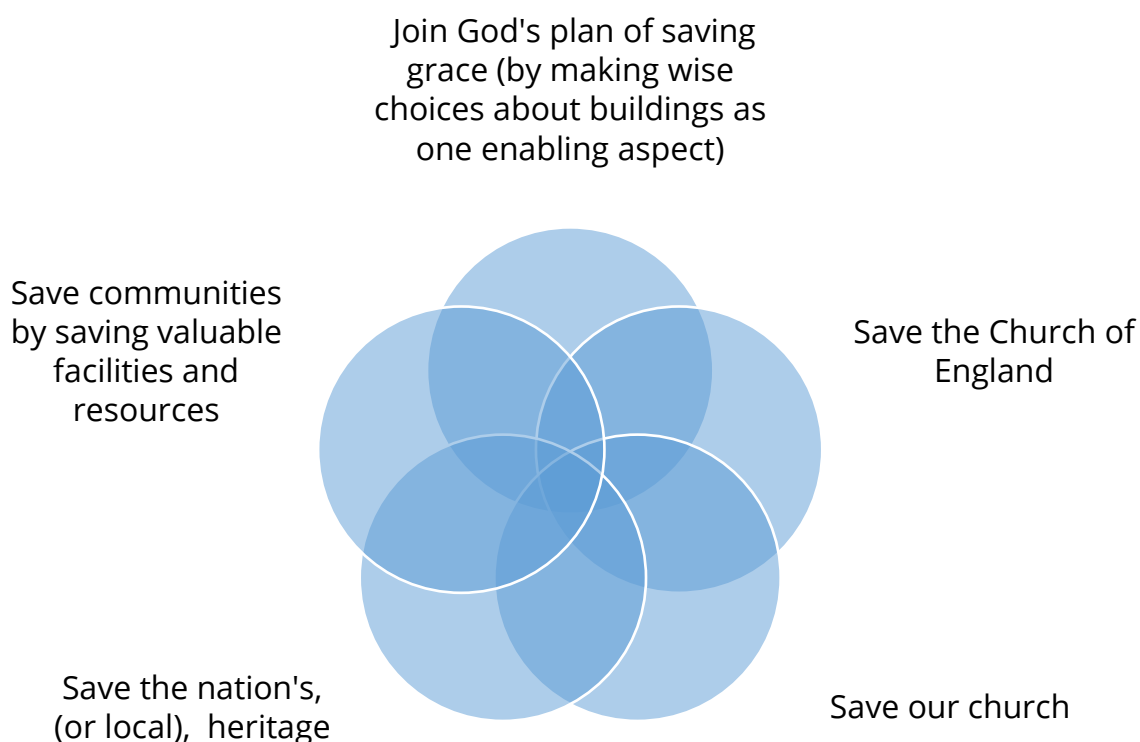 Join God's plan of saving
grace (by making wise
choices about buildings as
one enabling aspect)
Save communities
by saving valuable
facilities and
resources
Save the Church of
England
Save the nation's,
(or local),  heritage
Save our church